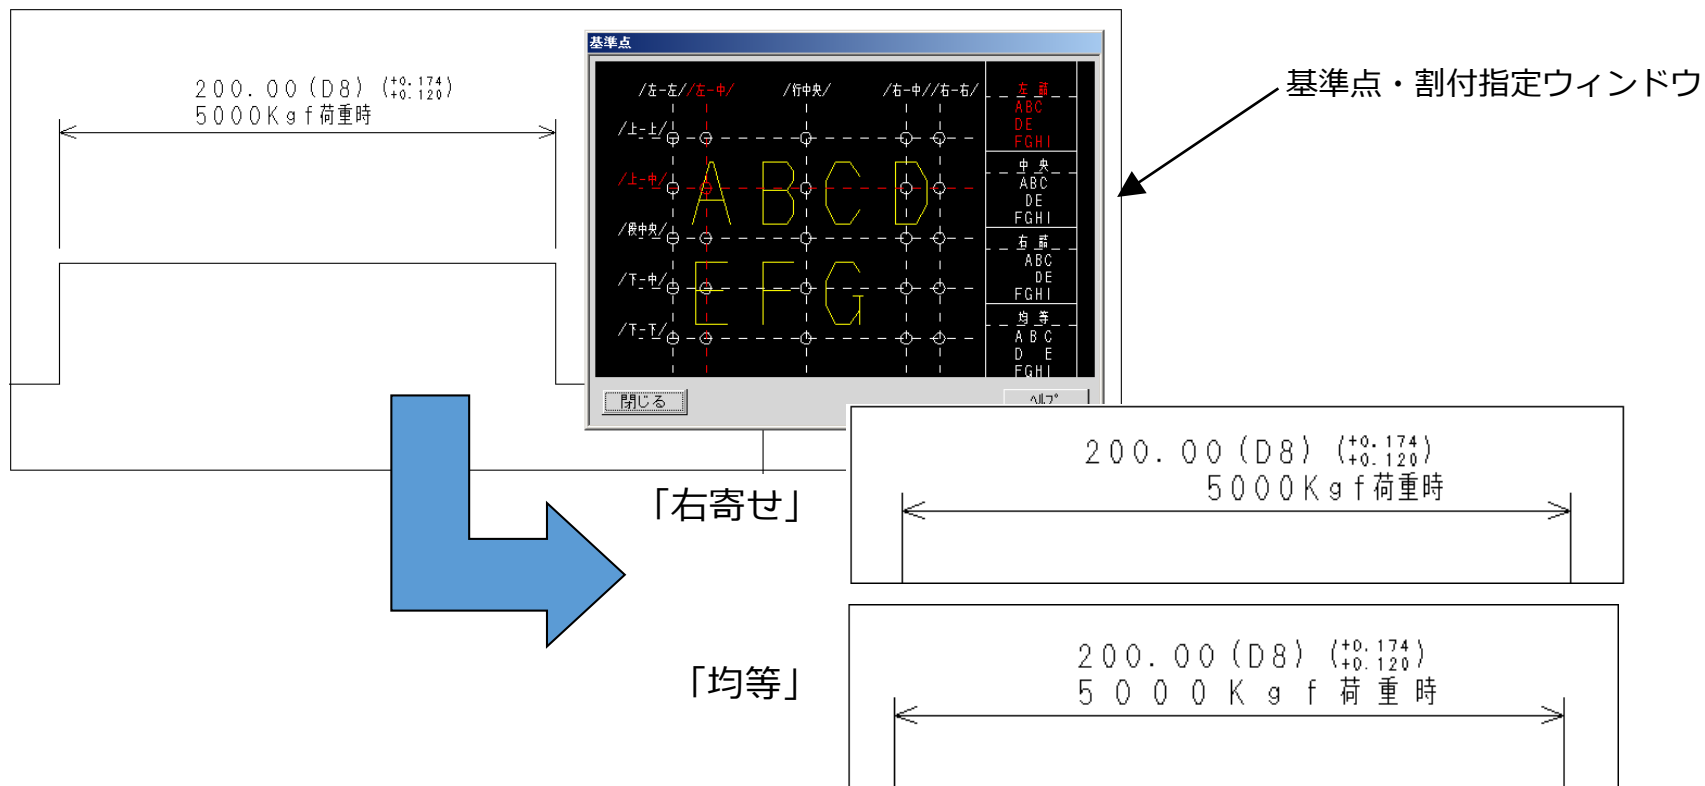 200.00(D8) (+0.174
+0.120)
5000Kgf荷重時
基準点
/左-左//左-中/ /行中央/ /右-中//右-右/
/上-上/
/上-中/
/段中央/
/下-中/
/下-下/
ABCD
EFG
左 詰
ABC
DE
FGHI
中 央
ABC
DE
FGHI
右 詰
ABC
DE
FGHI
均 等
A B C
D E
FGHI
閉じる
ヘルプ
基準点・割付指定ウィンドウ
「右寄せ」
200.00(D8) (+0.174
+0.120)
5000Kgf荷重時
「均等」
200.00(D8) (+0.174
+0.120)
5000Kgf荷重時